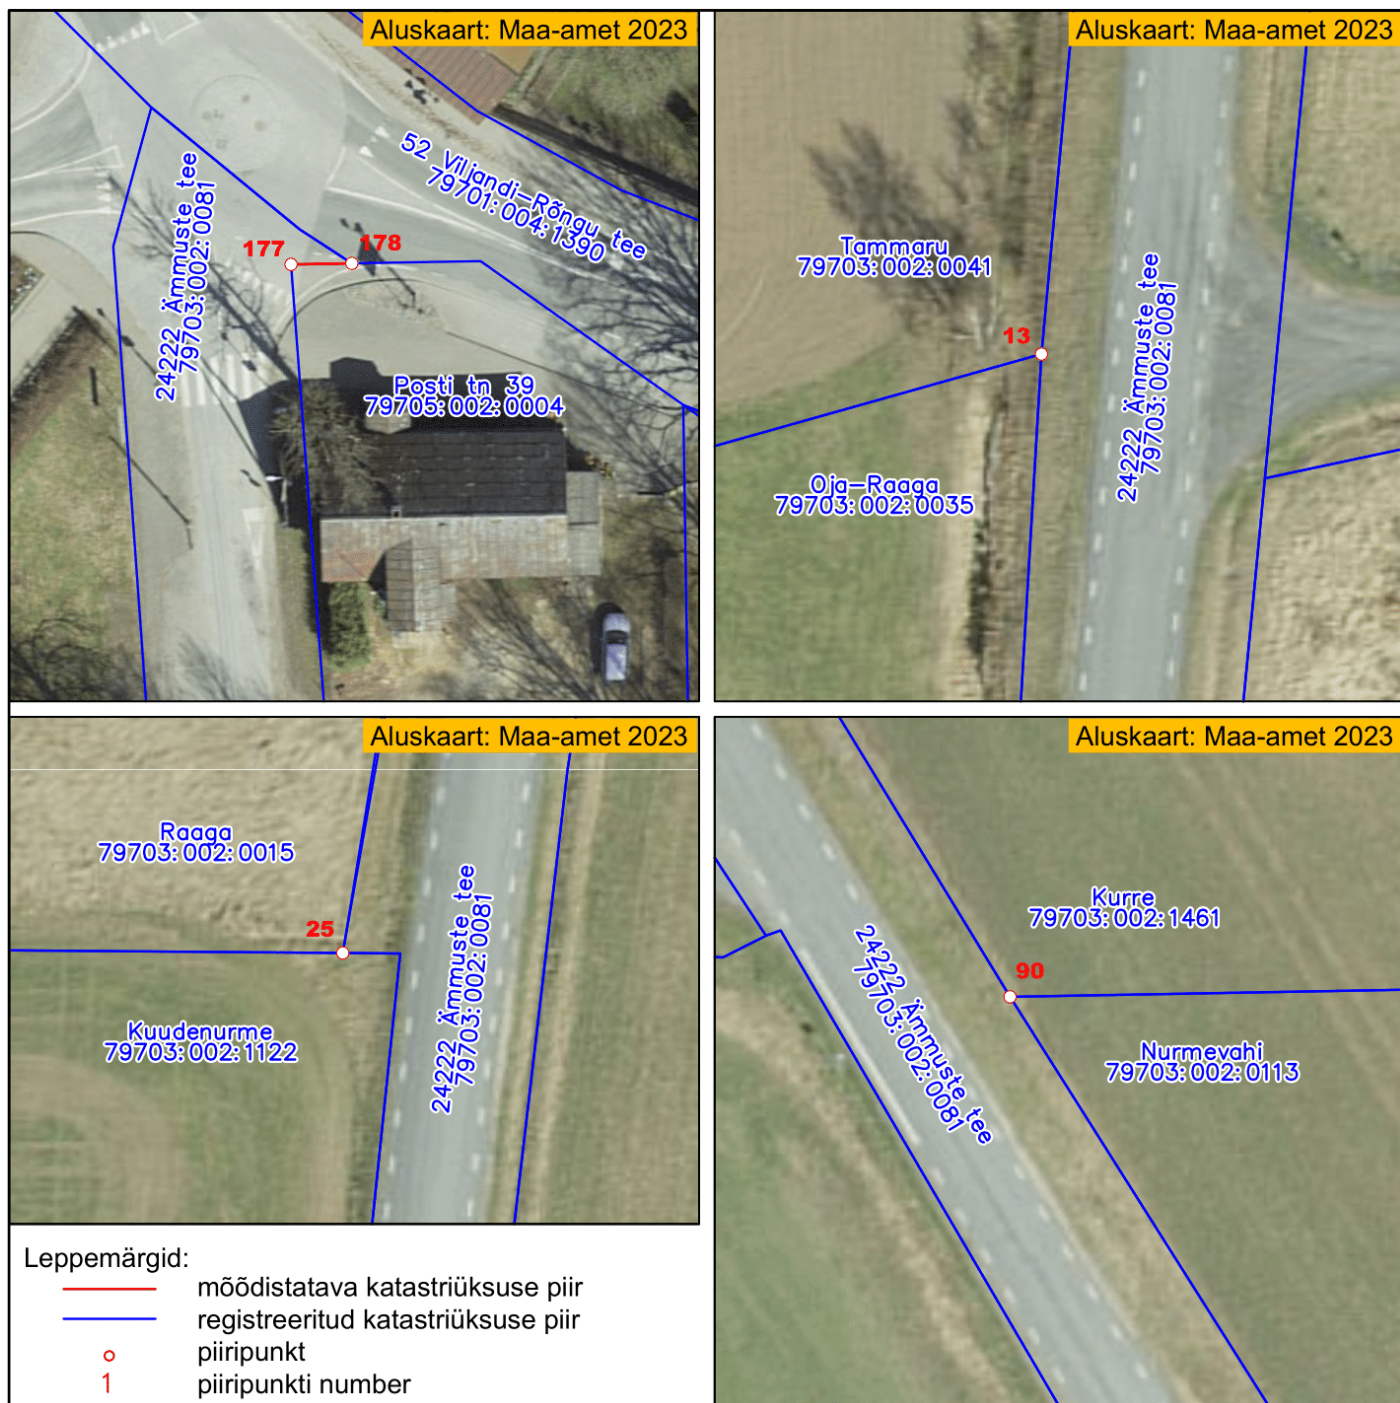 Aluskaart: Maa-amet 2023
52 Viljandi-Rõngu tee
79701:004:1390
24222 Ämmuste tee
79703:002:0081
177
178
Posti tn 39
79705:002:0004
Aluskaart: Maa-amet 2023
Tammaru
79703:002:0041
13
24222 Ämmuste tee
79703:002:0081
Oja-Raaga
79703:002:0035
Aluskaart: Maa-amet 2023
Raaga
79703:002:0015
25
24222 Ämmuste tee
79703:002:0081
Kuudenurme
79703:002:1122
Aluskaart: Maa-amet 2023
Kurre
79703:002:1461
90
24222 Ämmuste tee
79703:002:0081
Nurmevahi
79703:002:0113
Leppemärgid:
mõõdistatava katastriüksuse piir
registreeritud katastriüksuse piir
piiripunkt
1 piiripunkti number